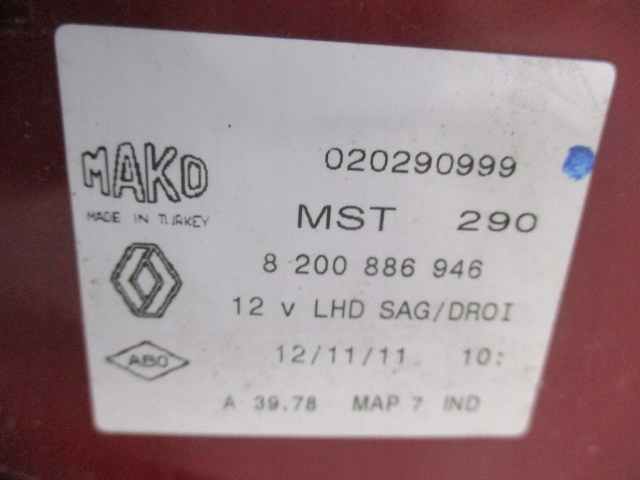 MAKO
020290999
MADE IN TURKEY
MST 290
8 200 886 946
12 v LHD SAG/DROI
ABO
12/11/11 10:
A 39.78 MAP 7 IND